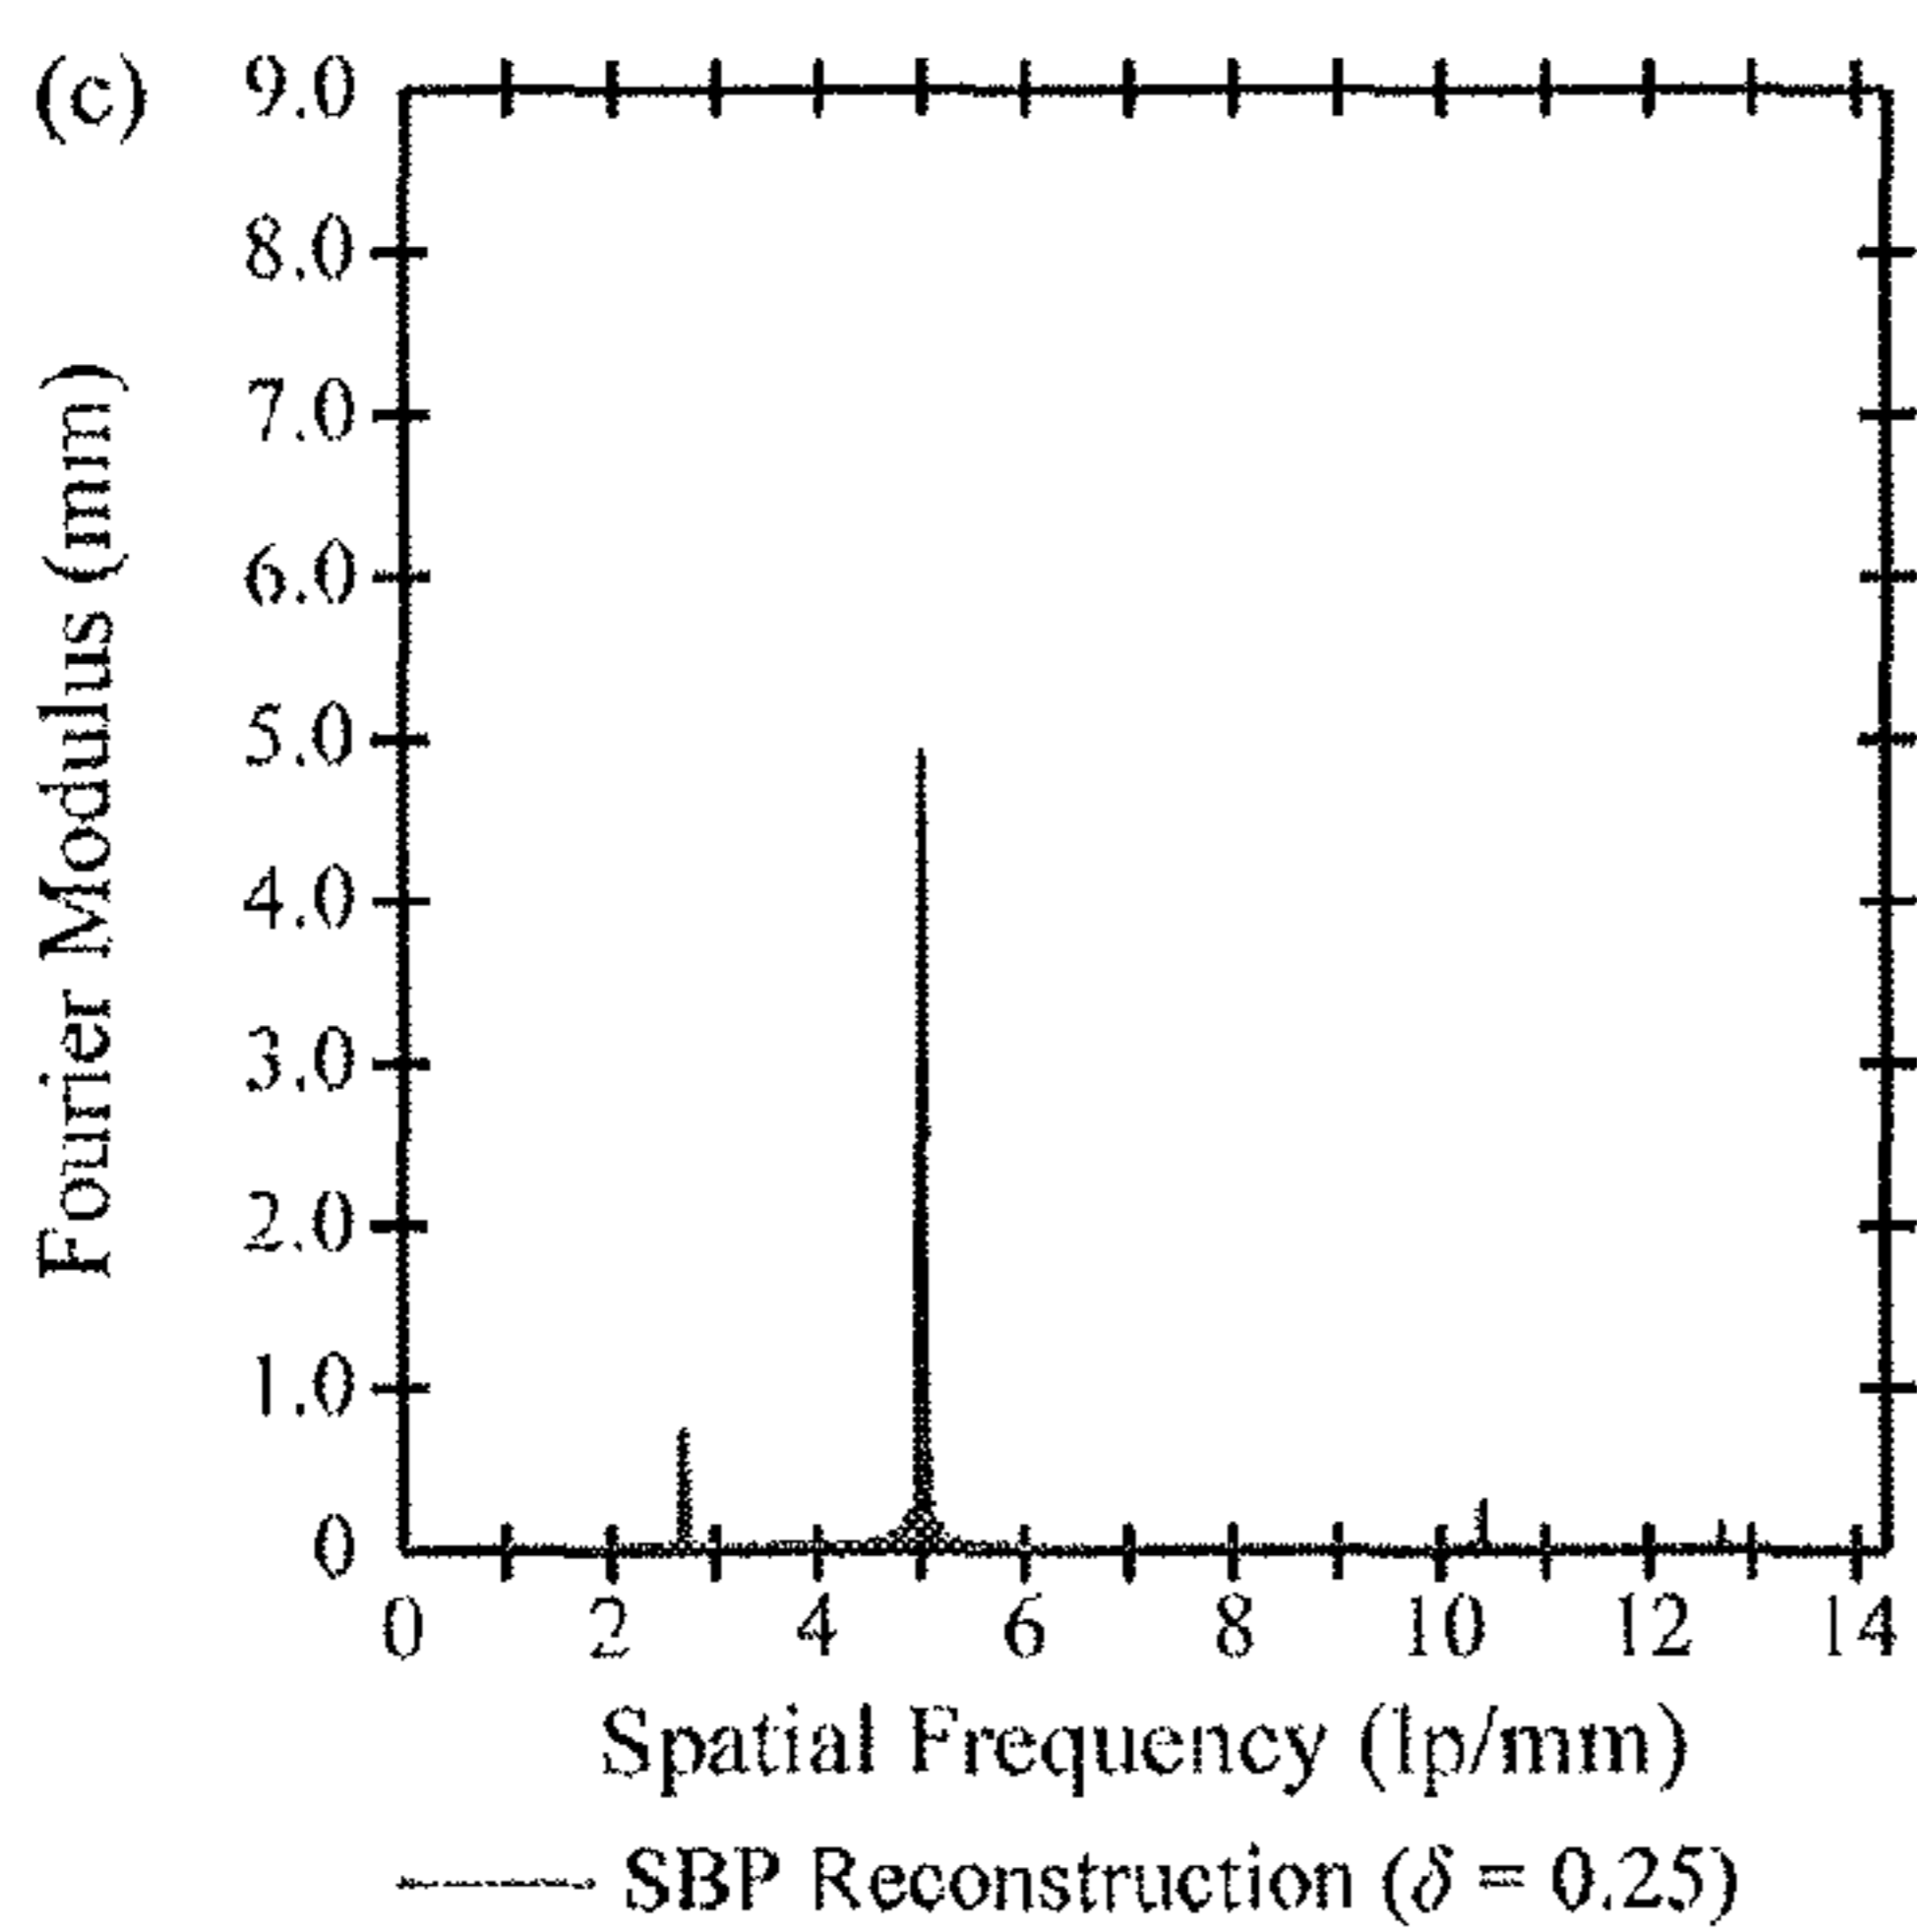 (c)
9.0
8.0
7.0
6.0
5.0
4.0
3.0
2.0
1.0
0
Fourier Modulus (mm)
0 2 4 6 8 10 12 14
Spatial Frequency (lp/mm)
SBP Reconstruction (δ = 0.25)